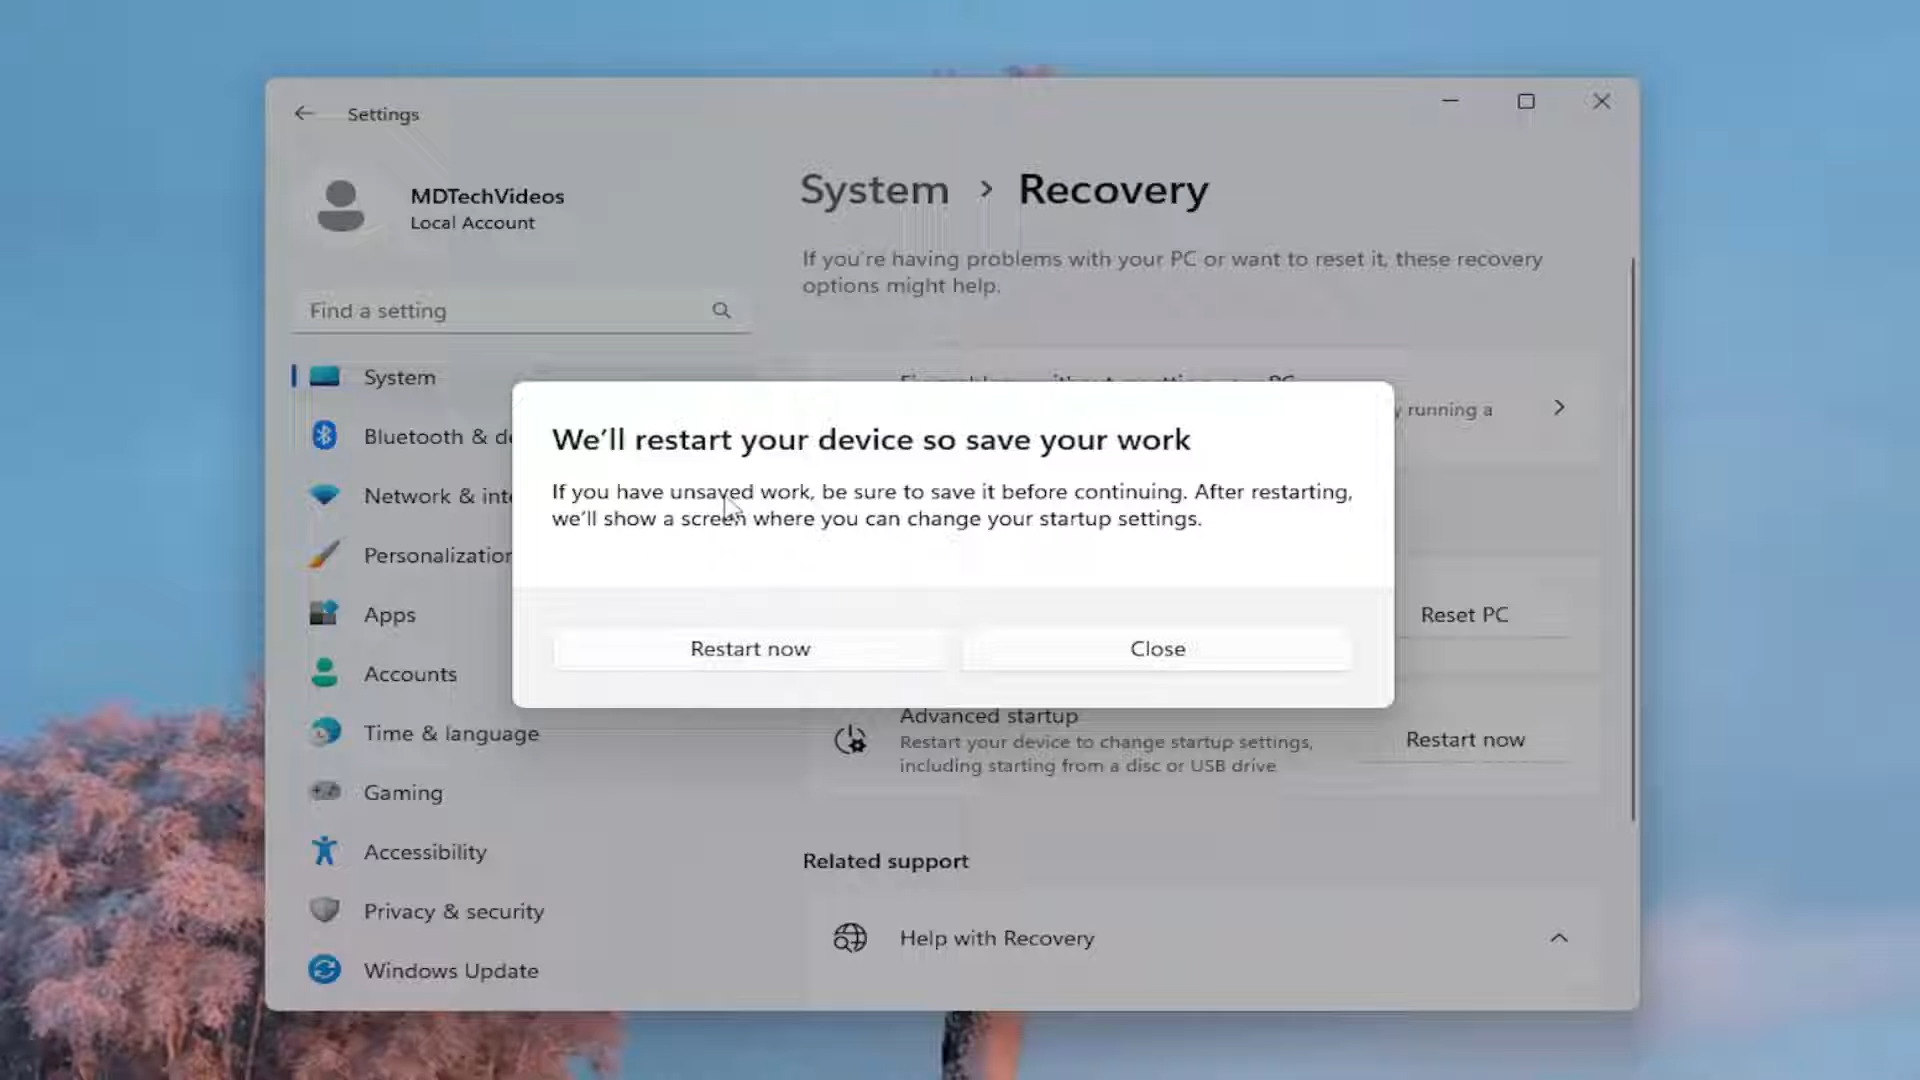 Settings
MDTechVideos
Local Account
Find a setting
System
Bluetooth &
Network &
Personalization
Apps
Accounts
Time & language
Gaming
Accessibility
Privacy & security
Windows Update
System > Recovery
If you're having problems with your PC or want to reset it, these recovery
options might help.
running a
We'll restart your device so save your work
If you have unsaved work, be sure to save it before continuing. After restarting,
we'll show a screen where you can change your startup settings.
Restart now
Close
Reset PC
Advanced startup
Restart your device to change startup settings,
including starting from a disc or USB drive
Restart now
Related support
Help with Recovery